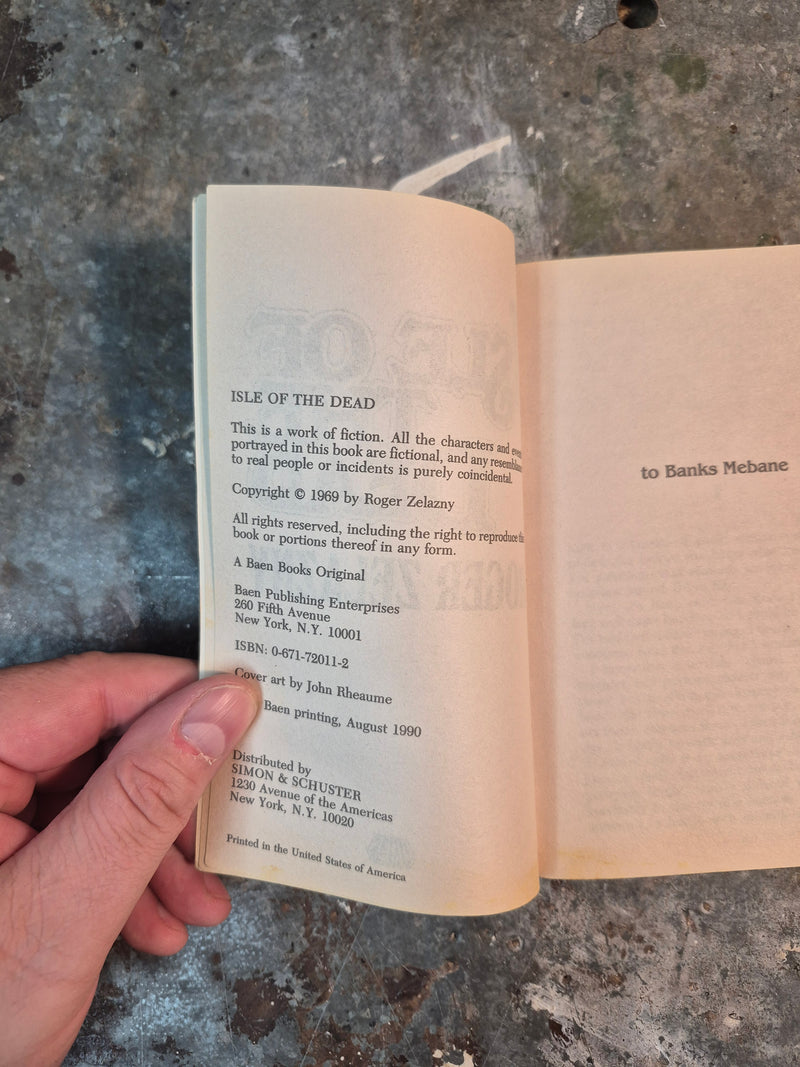 ISLE OF THE DEAD
This is a work of fiction. All the characters and
portrayed in this book are fictional, and any
to real people or incidents is purely coincidental.
Copyright © 1969 by Roger Zelazny
All rights reserved, including the right to reproduce
book or portions thereof in any form.
A Baen Books Original
Baen Publishing Enterprises
260 Fifth Avenue
New York, N.Y. 10001
ISBN: 0-671-72011-2
Cover art by John Rheaume
Baen printing, August 1990
Distributed by
SIMON & SCHUSTER
1230 Avenue of the Americas
New York, N.Y. 10020
Printed in the United States of America
to Banks Mebane